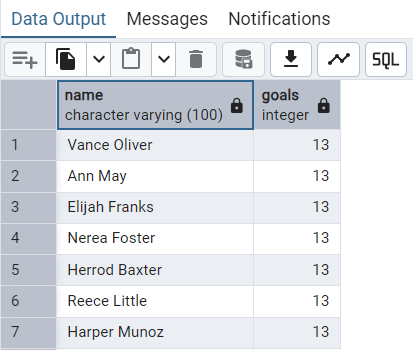 Data Output Messages Notifications
SQL
name goals
character varying (100) integer
1 Vance Oliver 13
2 Ann May 13
3 Elijah Franks 13
4 Nerea Foster 13
5 Herrod Baxter 13
6 Reece Little 13
7 Harper Munoz 13